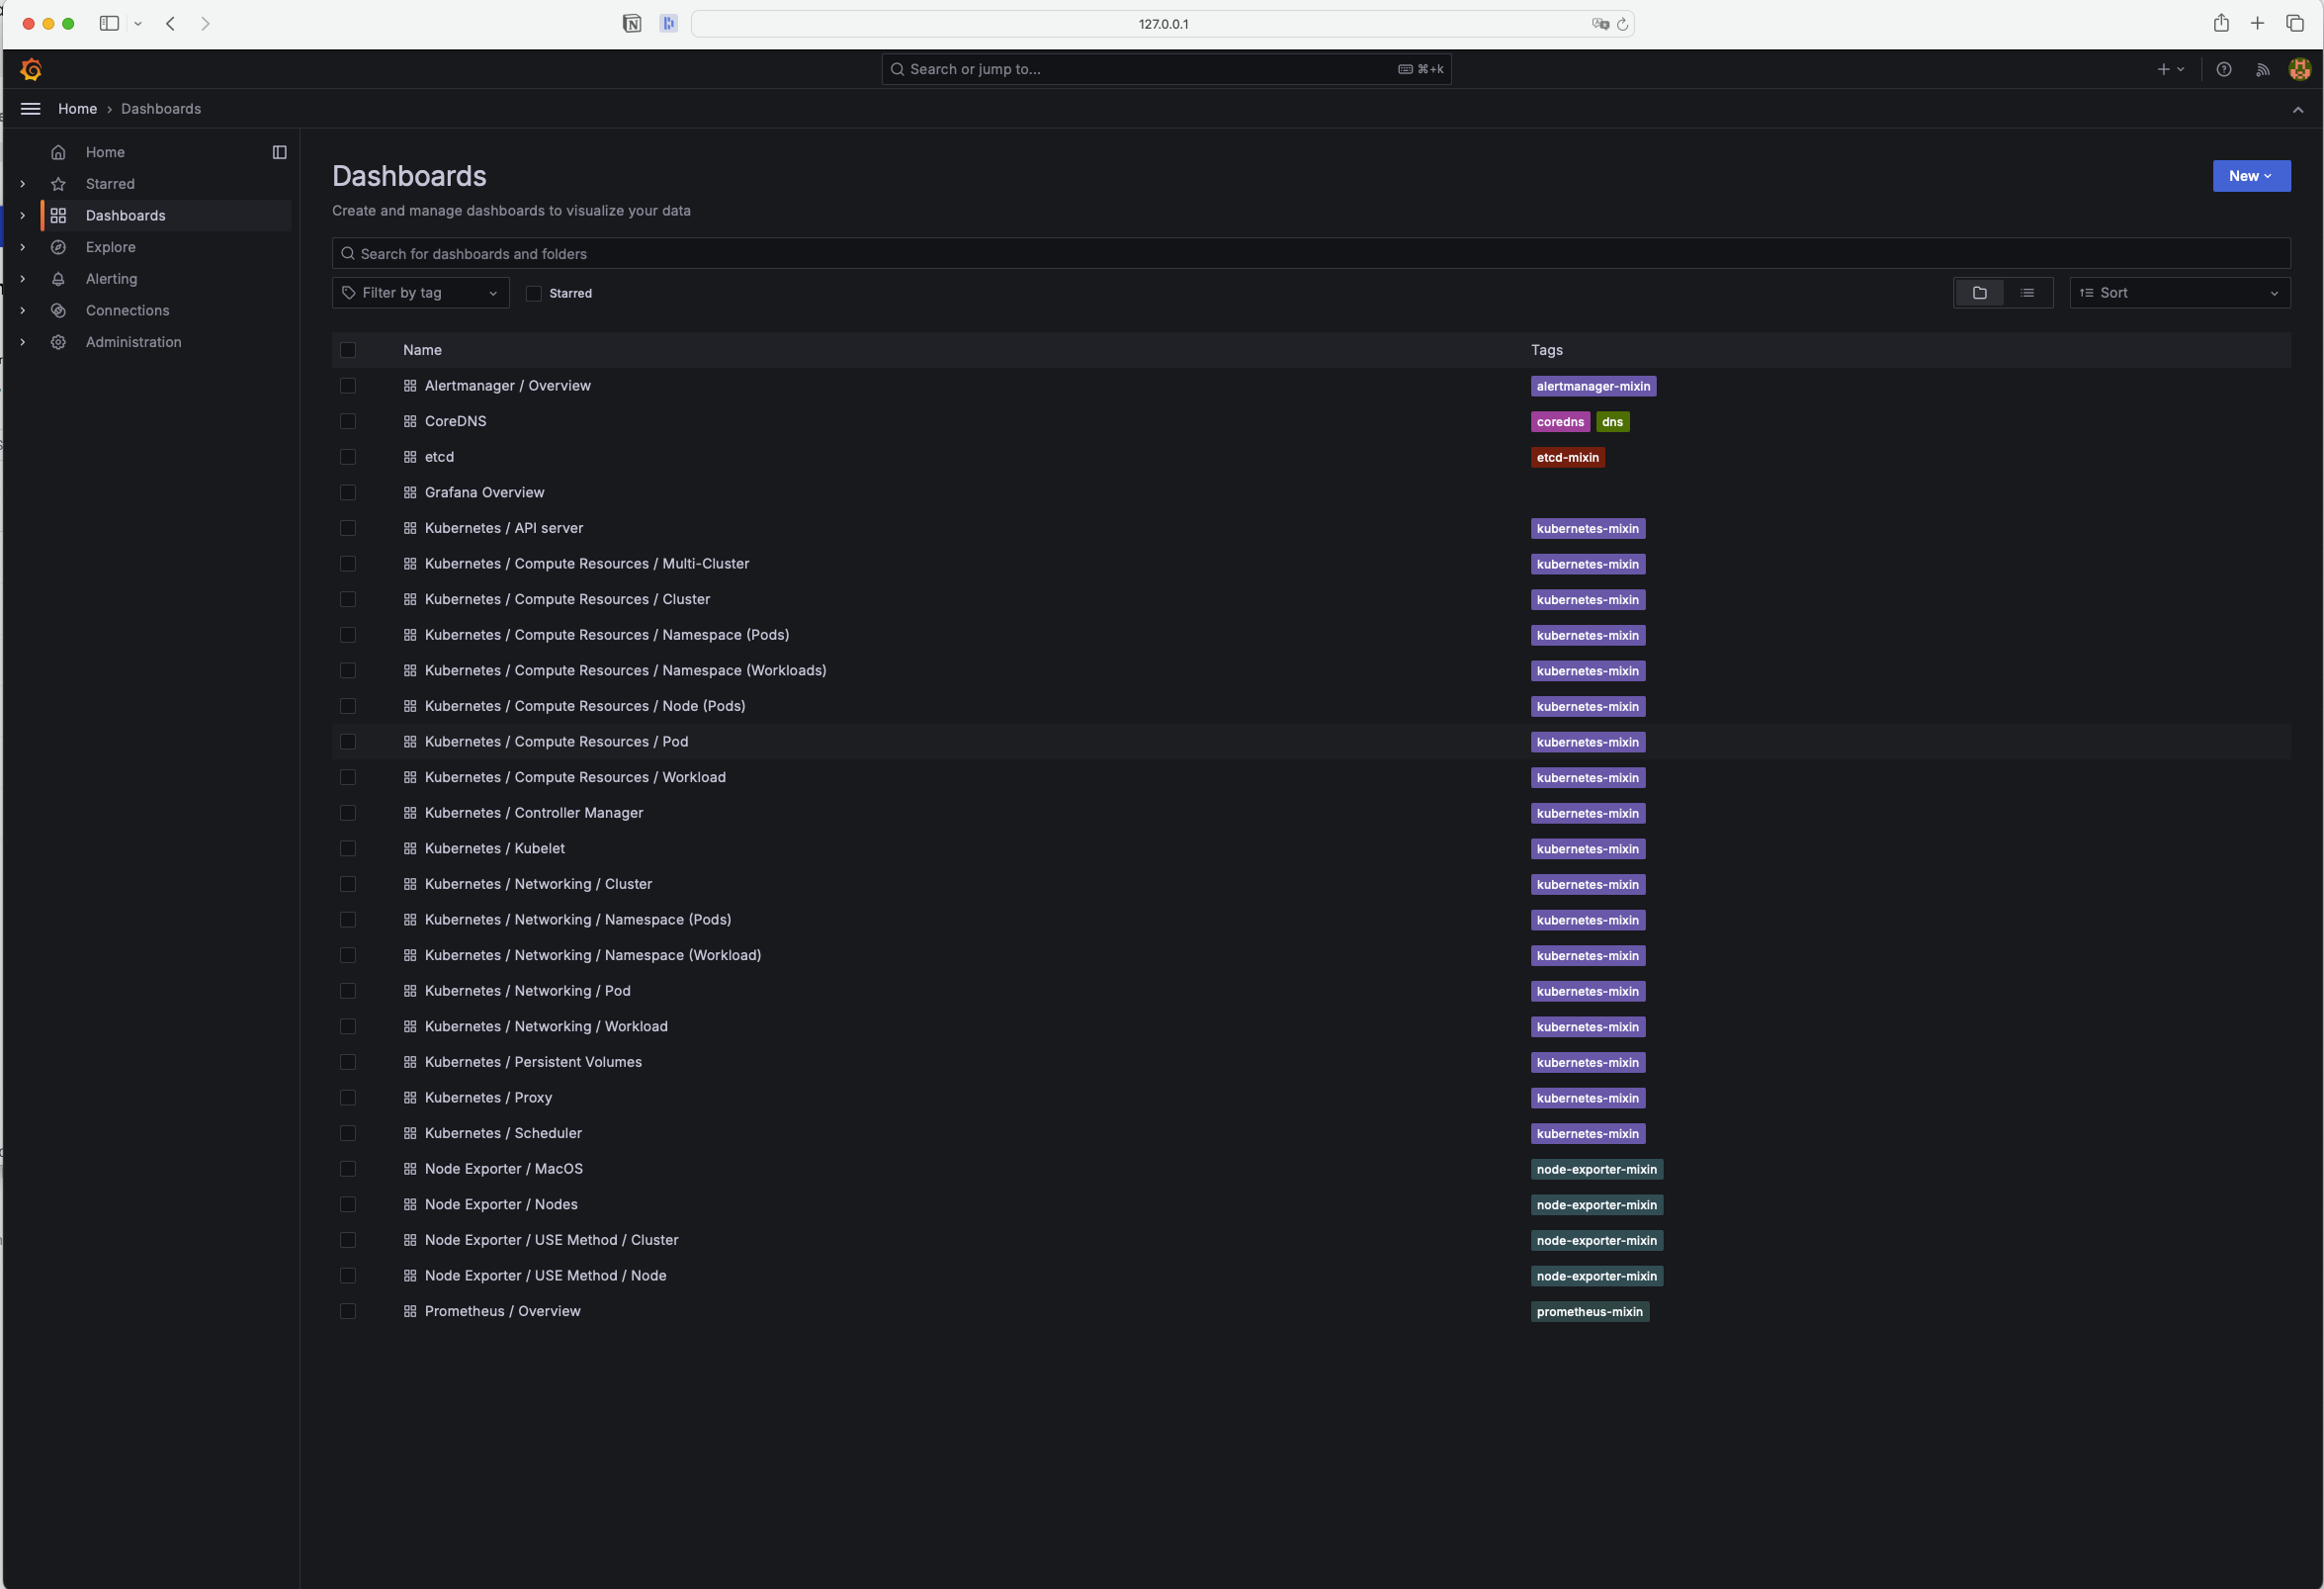 127.0.0.1
Search or jump to... ⌘+k
Home › Dashboards
Home
Starred
Dashboards
Explore
Alerting
Connections
Administration
Dashboards
New
Create and manage dashboards to visualize your data
Search for dashboards and folders
Filter by tag Starred Sort
Name Tags
Alertmanager / Overview alertmanager-mixin
CoreDNS coredns dns
etcd etcd-mixin
Grafana Overview
Kubernetes / API server kubernetes-mixin
Kubernetes / Compute Resources / Multi-Cluster kubernetes-mixin
Kubernetes / Compute Resources / Cluster kubernetes-mixin
Kubernetes / Compute Resources / Namespace (Pods) kubernetes-mixin
Kubernetes / Compute Resources / Namespace (Workloads) kubernetes-mixin
Kubernetes / Compute Resources / Node (Pods) kubernetes-mixin
Kubernetes / Compute Resources / Pod kubernetes-mixin
Kubernetes / Compute Resources / Workload kubernetes-mixin
Kubernetes / Controller Manager kubernetes-mixin
Kubernetes / Kubelet kubernetes-mixin
Kubernetes / Networking / Cluster kubernetes-mixin
Kubernetes / Networking / Namespace (Pods) kubernetes-mixin
Kubernetes / Networking / Namespace (Workload) kubernetes-mixin
Kubernetes / Networking / Pod kubernetes-mixin
Kubernetes / Networking / Workload kubernetes-mixin
Kubernetes / Persistent Volumes kubernetes-mixin
Kubernetes / Proxy kubernetes-mixin
Kubernetes / Scheduler kubernetes-mixin
Node Exporter / MacOS node-exporter-mixin
Node Exporter / Nodes node-exporter-mixin
Node Exporter / USE Method / Cluster node-exporter-mixin
Node Exporter / USE Method / Node node-exporter-mixin
Prometheus / Overview prometheus-mixin